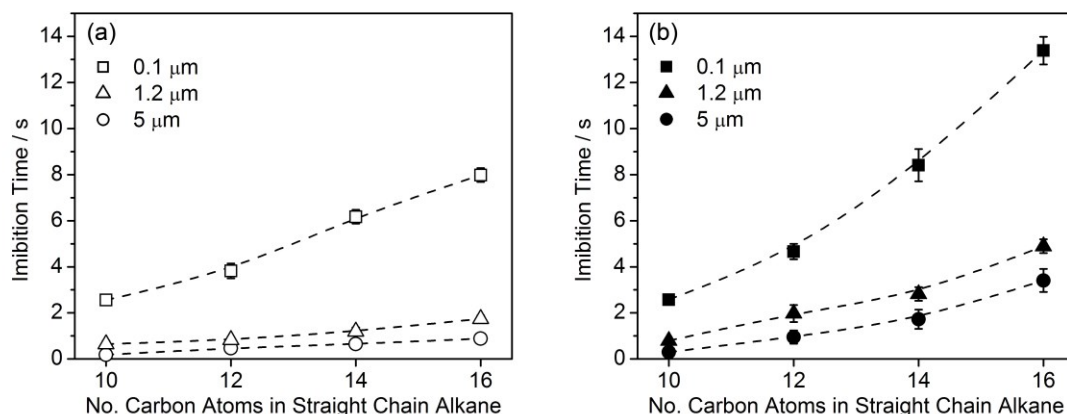 (a)
0.1 μm
1.2 μm
5 μm
14
12
10
8
6
4
2
0
Imibition Time / s
10 12 14 16
No. Carbon Atoms in Straight Chain Alkane
(b)
0.1 μm
1.2 μm
5 μm
14
12
10
8
6
4
2
0
Imibition Time / s
10 12 14 16
No. Carbon Atoms in Straight Chain Alkane